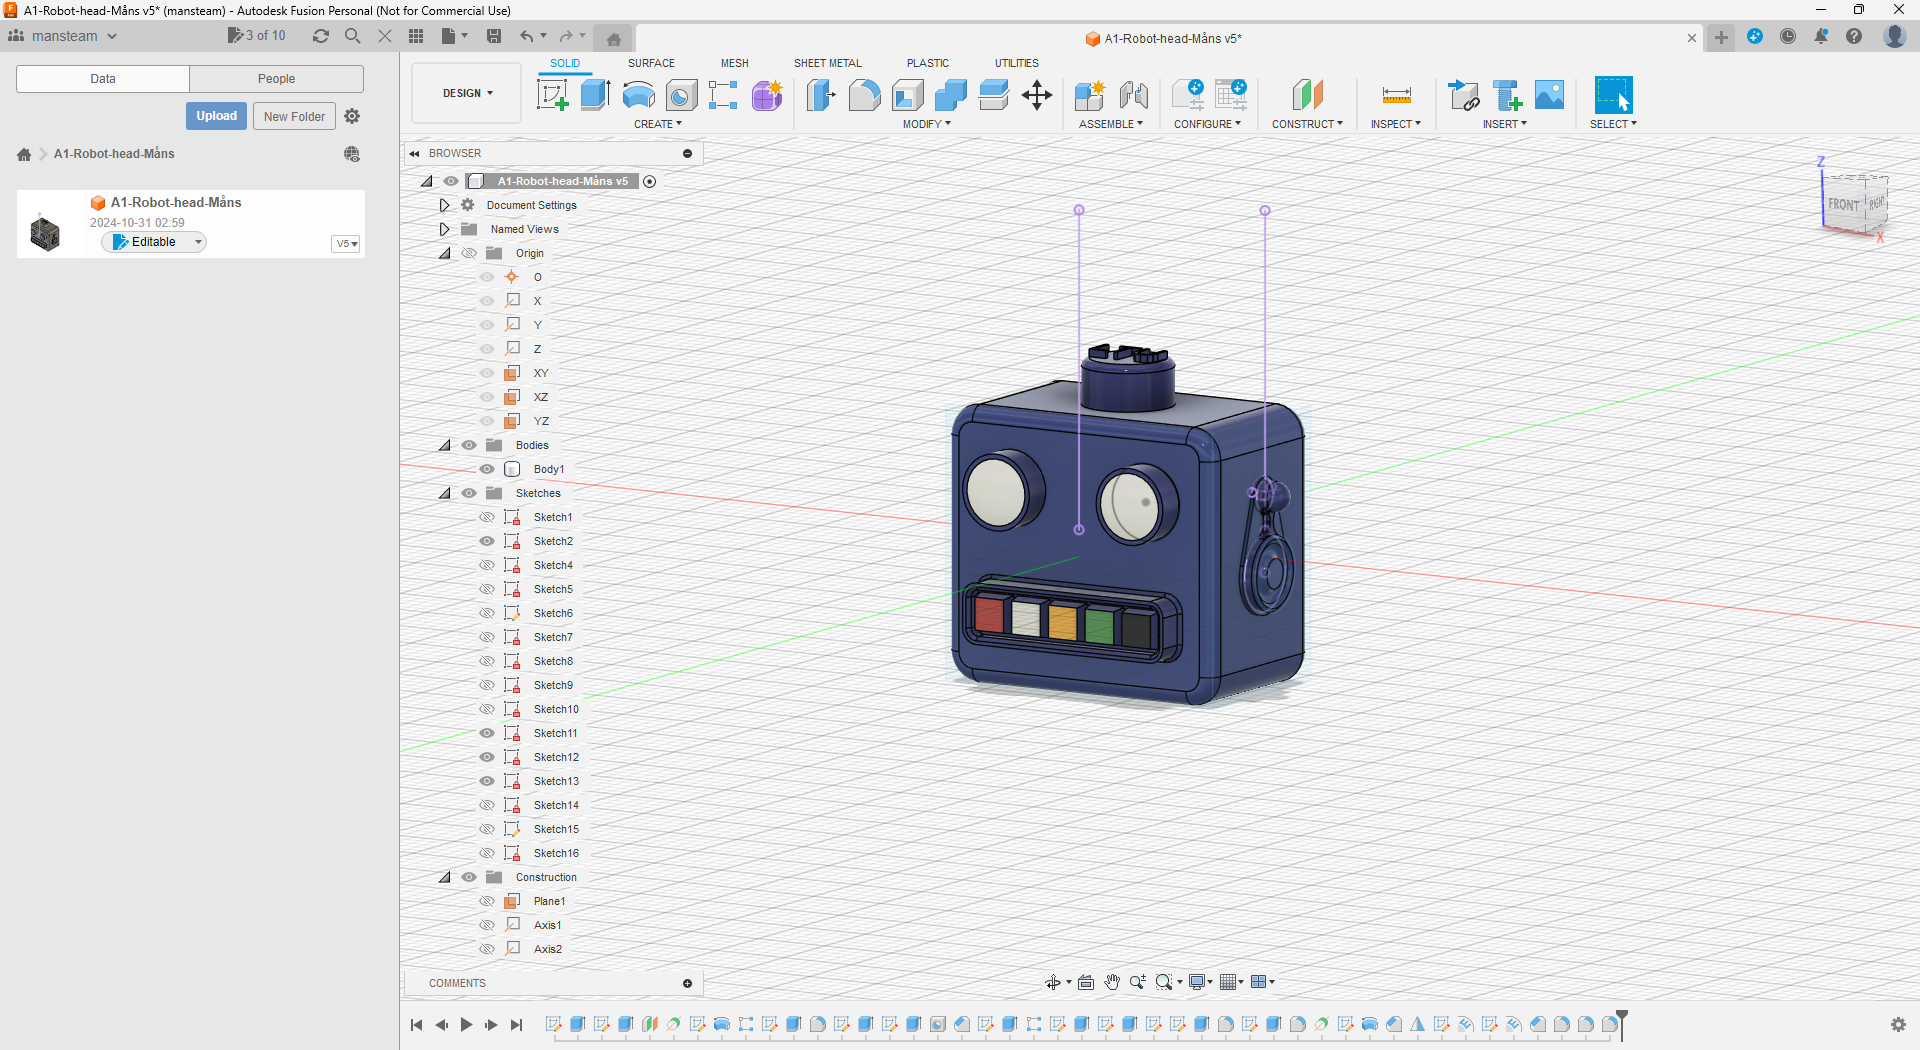 A1-Robot-head-Måns v5* (mansteam) - Autodesk Fusion Personal (Not for Commercial Use)
mansteam
3 of 10
A1-Robot-head-Måns v5*
Data
People
Upload
New Folder
A1-Robot-head-Måns
A1-Robot-head-Måns
2024-10-31 02:59
Editable
V5
DESIGN
SOLID
SURFACE
MESH
SHEET METAL
PLASTIC
UTILITIES
CREATE
MODIFY
ASSEMBLE
CONFIGURE
CONSTRUCT
INSPECT
INSERT
SELECT
BROWSER
A1-Robot-head-Måns v5
Document Settings
Named Views
Origin
O
X
Y
Z
XY
XZ
YZ
Bodies
Body1
Sketches
Sketch1
Sketch2
Sketch4
Sketch5
Sketch6
Sketch7
Sketch8
Sketch9
Sketch10
Sketch11
Sketch12
Sketch13
Sketch14
Sketch15
Sketch16
Construction
Plane1
Axis1
Axis2
COMMENTS
Z
FRONT
RIGHT
X